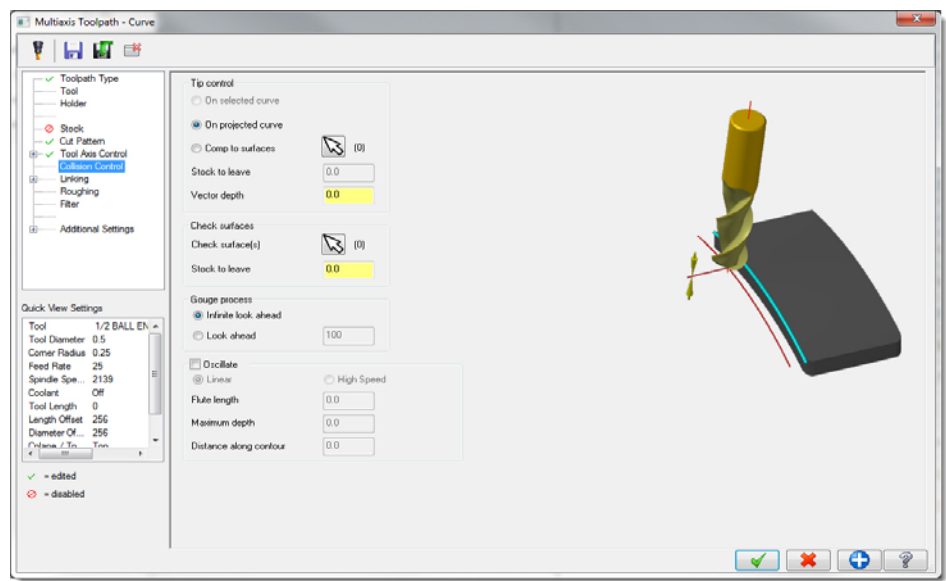 Multiaxis Toolpath - Curve
Toolpath Type
Tool
Holder
Stock
Cut Pattern
Tool Axis Control
Collision Control
Linking
Roughing
Filter
Additional Settings
Quick View Settings
Tool 1/2 BALL EN
Tool Diameter 0.5
Corner Radius 0.25
Feed Rate 25
Spindle Spe... 2139
Coolant Off
Tool Length 0
Length Offset 256
Diameter Of... 256
✓ = edited
= disabled
Tip control
On selected curve
On projected curve
Comp to surfaces (0)
Stock to leave 0.0
Vector depth 0.0
Check surfaces
Check surface(s) (0)
Stock to leave 0.0
Gouge process
Infinite look ahead
Look ahead 100
Oscillate
Linear High Speed
Flute length 0.0
Maximum depth 0.0
Distance along contour 0.0